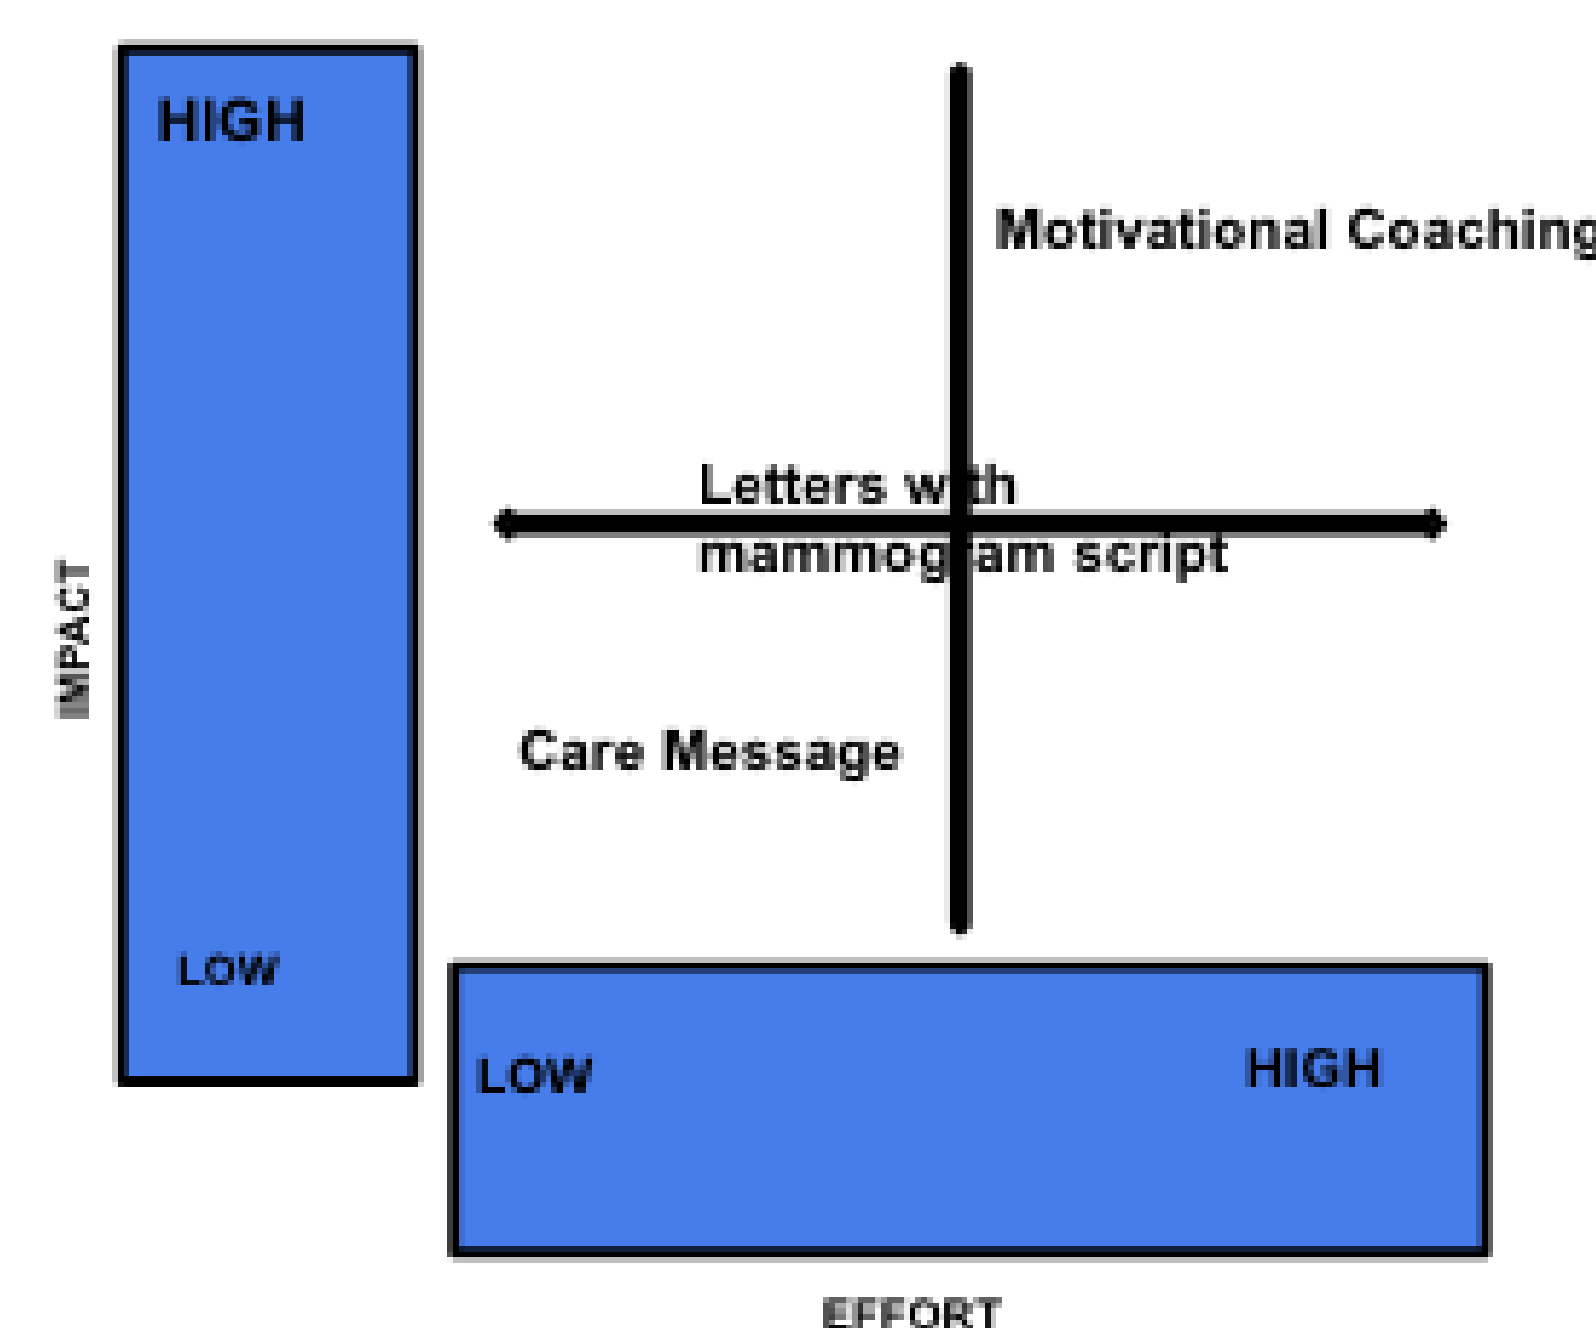 HIGH
Motivational Coaching
Letters with
mammogram script
IMPACT
Care Message
LOW
LOW
HIGH
EFFORT